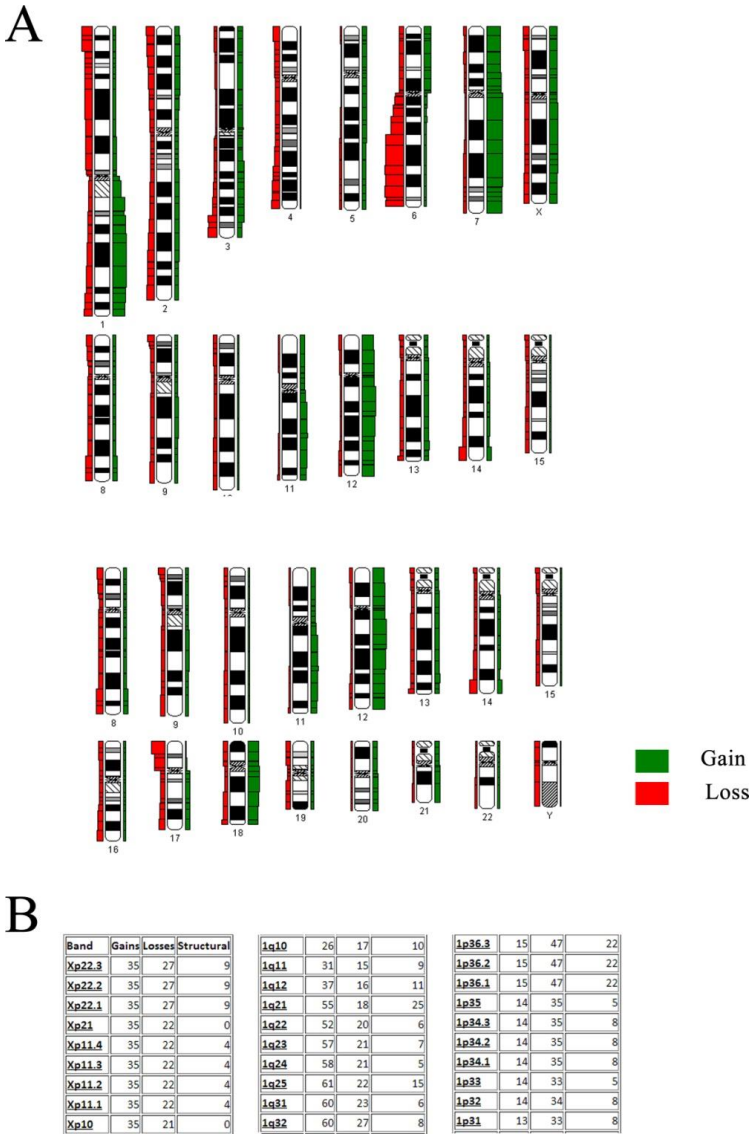 A
1
2
3
4
5
6
7
X
8
9
11
12
13
14
15
8
9
10
11
12
13
14
15
16
17
18
19
20
21
22
Y
Gain
Loss
B
Band Gains Losses Structural
Xp22.3 35 27 9
Xp22.2 35 27 9
Xp22.1 35 27 9
Xp21 35 22 0
Xp11.4 35 22 4
Xp11.3 35 22 4
Xp11.2 35 22 4
Xp11.1 35 22 4
Xp10 35 21 0
1q10 26 17 10
1q11 31 15 9
1q12 37 16 11
1q21 55 18 25
1q22 52 20 6
1q23 57 21 7
1q24 58 21 5
1q25 61 22 15
1q31 60 23 6
1q32 60 27 8
1p36.3 15 47 22
1p36.2 15 47 22
1p36.1 15 47 22
1p35 14 35 5
1p34.3 14 35 8
1p34.2 14 35 8
1p34.1 14 35 8
1p33 14 33 5
1p32 14 34 8
1p31 13 33 8